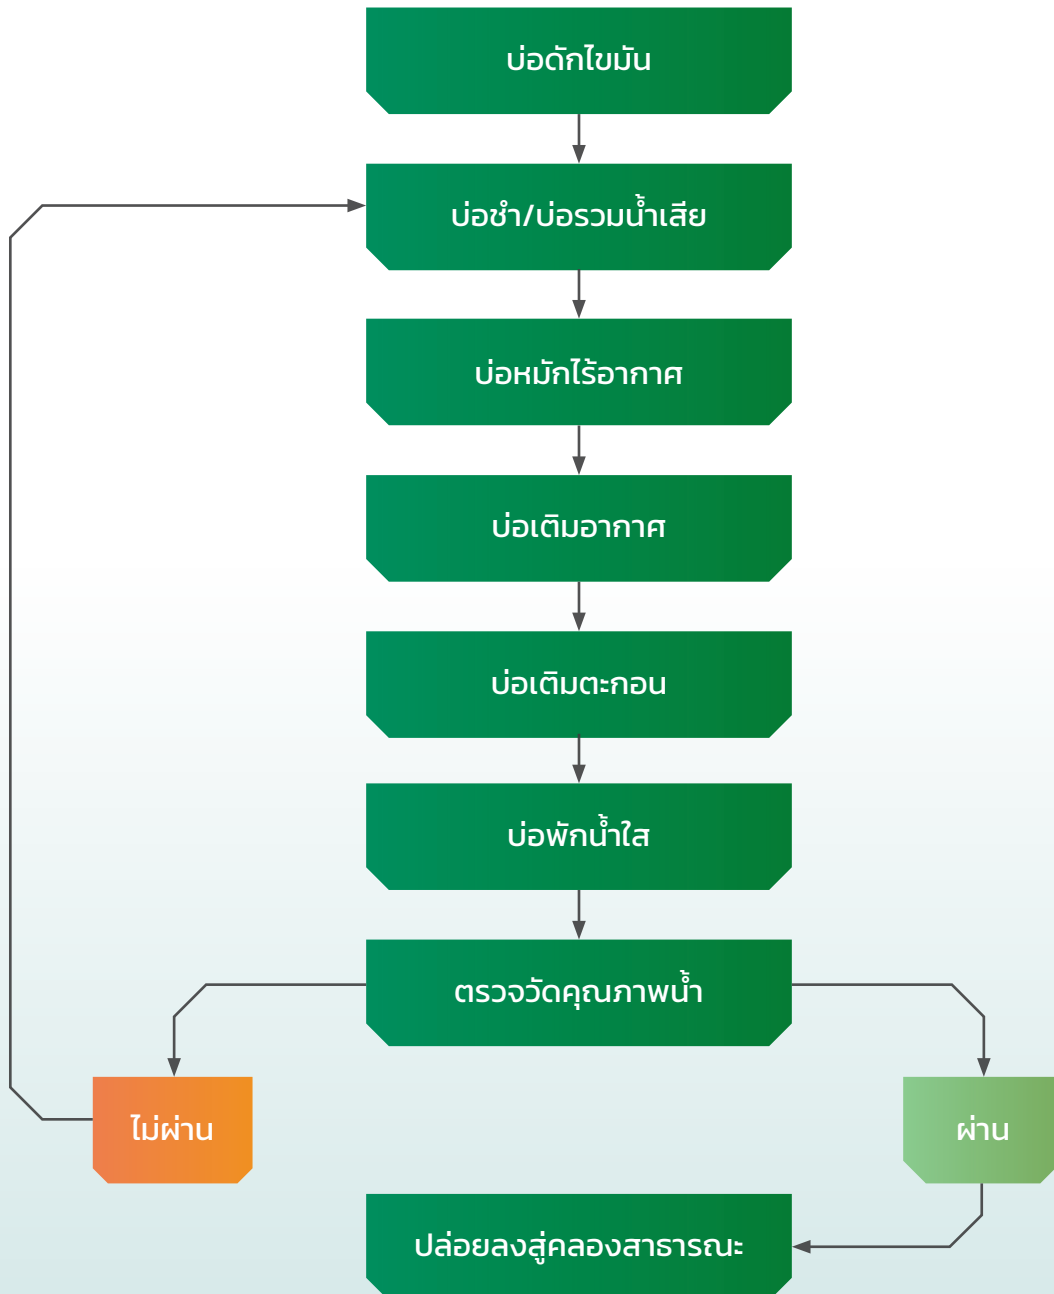 บ่อดักไขมัน
บ่อซำ/บ่อรวมน้ำเสีย
บ่อหมักไร้อากาศ
บ่อเติมอากาศ
บ่อเติมตะกอน
บ่อพักน้ำใส
ตรวจวัดคุณภาพน้ำ
ไม่ผ่าน
ผ่าน
ปล่อยลงสู่คลองสาธารณะ